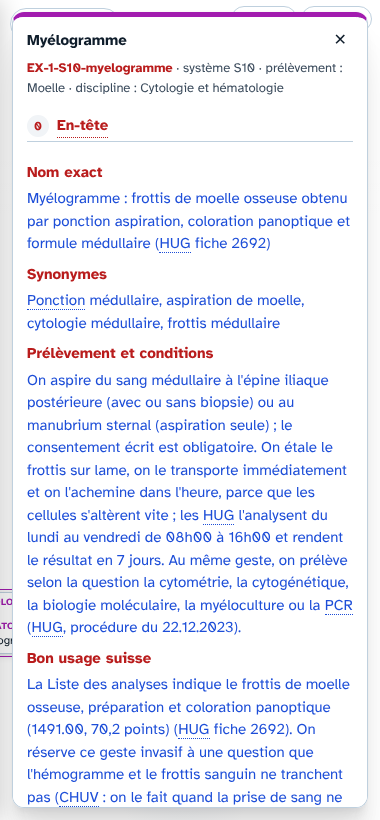 Myélogramme ✕
EX-1-S10-myelogramme · système S10 · prélèvement :
Moelle · discipline : Cytologie et hématologie
0 En-tête
Nom exact
Myélogramme : frottis de moelle osseuse obtenu
par ponction aspiration, coloration panoptique et
formule médullaire (HUG fiche 2692)
Synonymes
Ponction médullaire, aspiration de moelle,
cytologie médullaire, frottis médullaire
Prélèvement et conditions
On aspire du sang médullaire à l'épine iliaque
postérieure (avec ou sans biopsie) ou au
manubrium sternal (aspiration seule) ; le
consentement écrit est obligatoire. On étale le
frottis sur lame, on le transporte immédiatement
et on l'achemine dans l'heure, parce que les
cellules s'altèrent vite ; les HUG l'analysent du
lundi au vendredi de 08h00 à 16h00 et rendent
le résultat en 7 jours. Au même geste, on prélève
selon la question la cytométrie, la cytogénétique,
la biologie moléculaire, la myéloculture ou la PCR
(HUG, procédure du 22.12.2023).
Bon usage suisse
La Liste des analyses indique le frottis de moelle
osseuse, préparation et coloration panoptique
(1491.00, 70,2 points) (HUG fiche 2692). On
réserve ce geste invasif à une question que
l'hémogramme et le frottis sanguin ne tranchent
pas (CHUV : on le fait quand la prise de sang ne